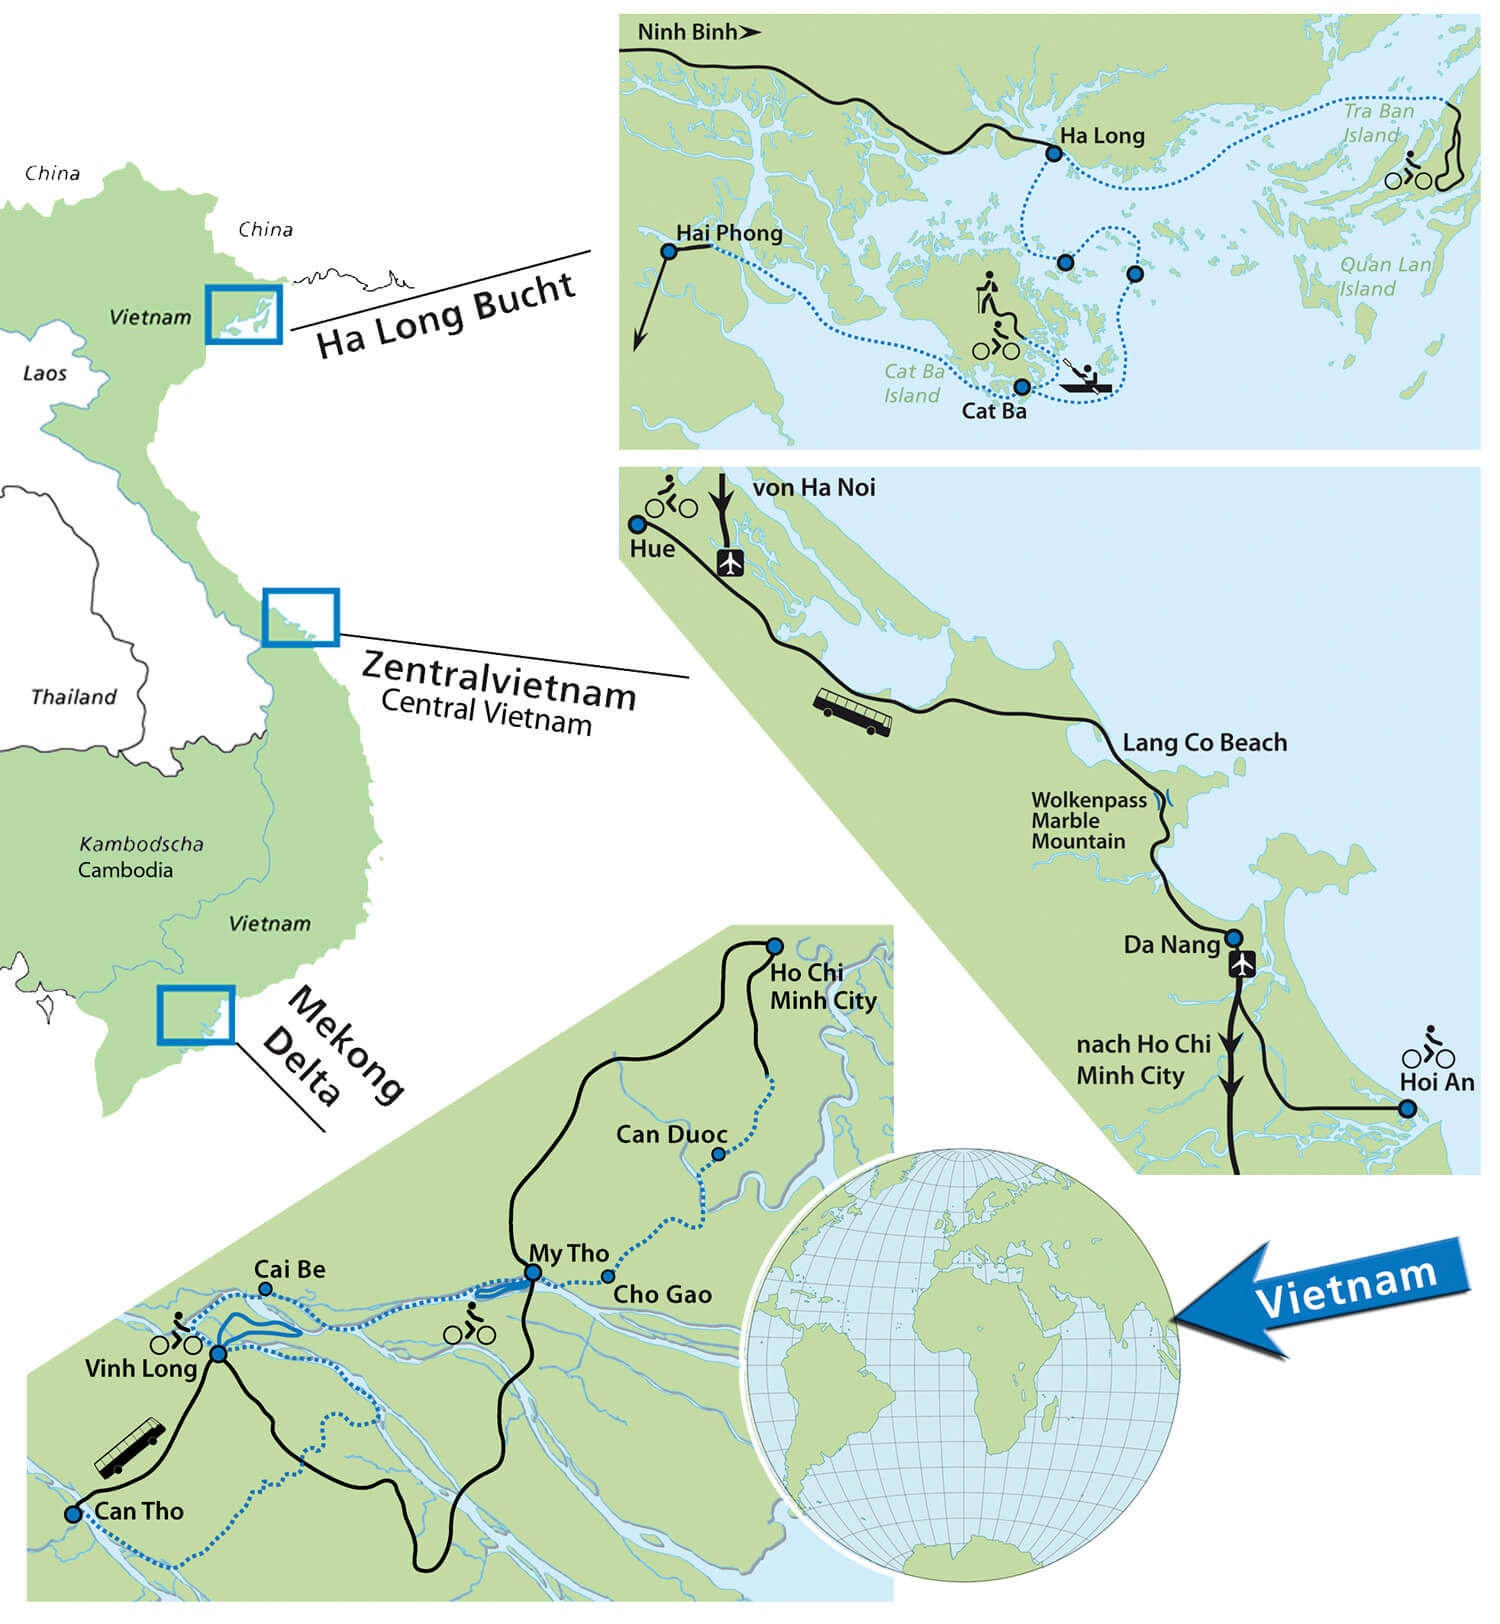 China
China
Vietnam
Laos
Thailand
Kambodscha
Cambodia
Vietnam
Ha Long Bucht
Zentralvietnam
Central Vietnam
Mekong
Delta
Ninh Binh
Ha Long
Tra Ban
Island
Hai Phong
Quan Lan
Island
Cat Ba
Island
Cat Ba
von Ha Noi
Hue
Lang Co Beach
Wolkenpass
Marble
Mountain
Da Nang
nach Ho Chi
Minh City
Hoi An
Ho Chi
Minh City
Can Duoc
My Tho
Cho Gao
Cai Be
Vinh Long
Can Tho
Vietnam